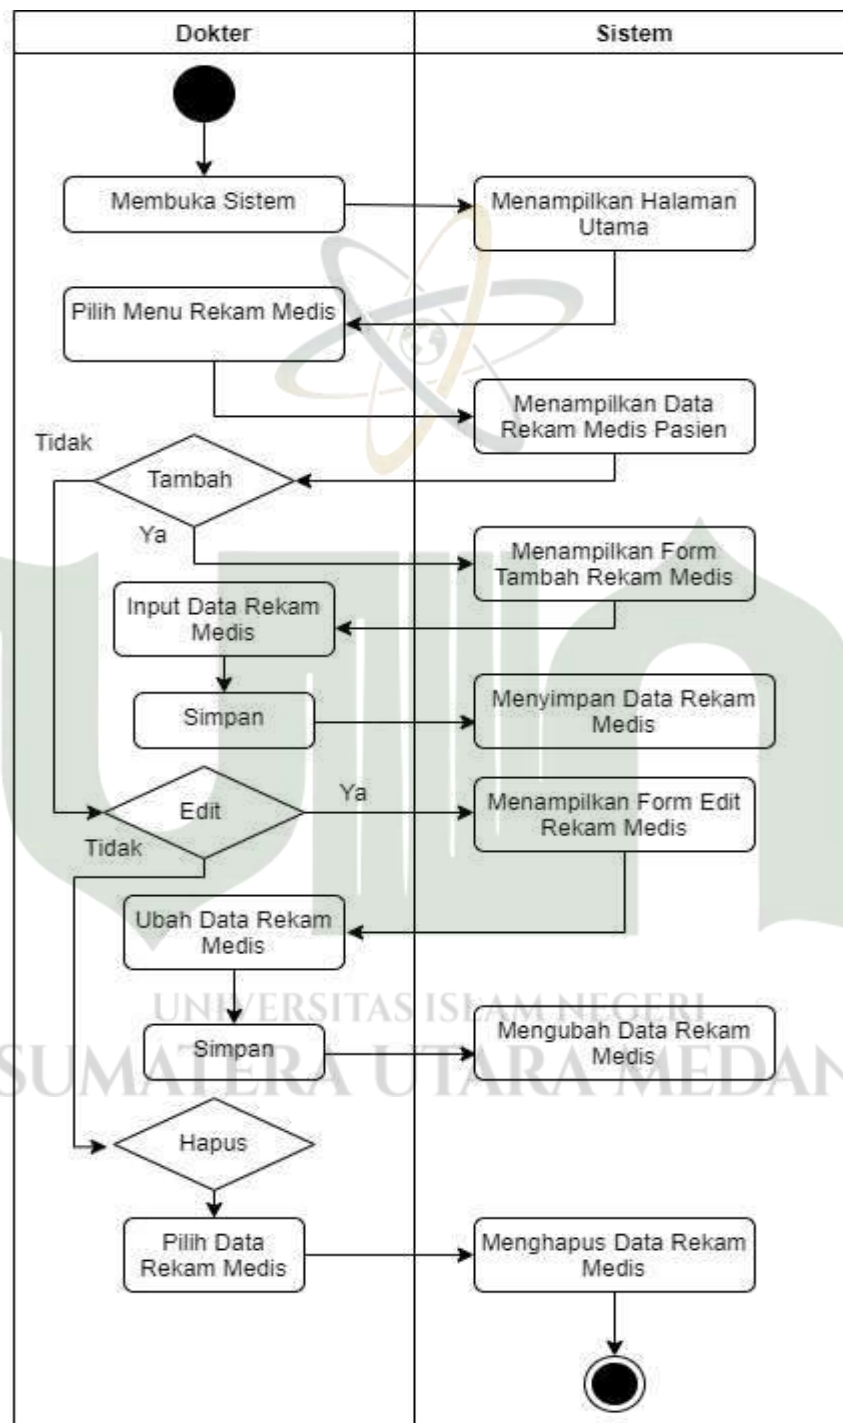 Dokter
Sistem
Membuka Sistem
Menampilkan Halaman
Utama
Pilih Menu Rekam Medis
Menampilkan Data
Rekam Medis Pasien
Tidak
Tambah
Ya
Menampilkan Form
Tambah Rekam Medis
Input Data Rekam
Medis
Simpan
Menyimpan Data Rekam
Medis
Edit
Ya
Menampilkan Form Edit
Rekam Medis
Tidak
Ubah Data Rekam
Medis
UNIVERSITAS ISLAM NEGERI
Simpan
Mengubah Data Rekam
Medis
SUMATERA UTARA MEDAN
Hapus
Pilih Data
Rekam Medis
Menghapus Data Rekam
Medis